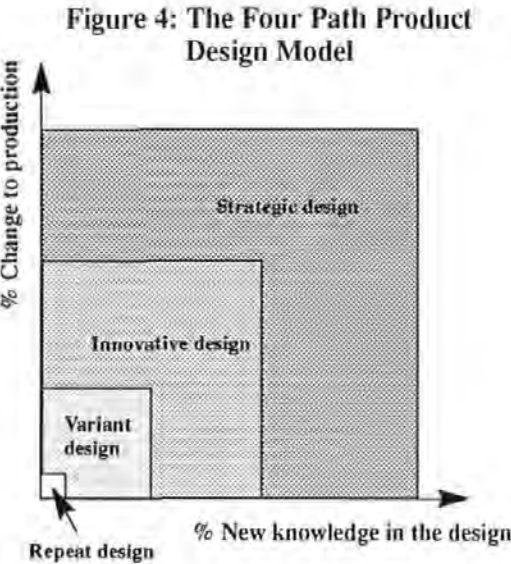 Figure 4: The Four Path Product
Design Model
% Change to production
Strategic design
Innovative design
Variant
design
% New knowledge in the design
Repeat design